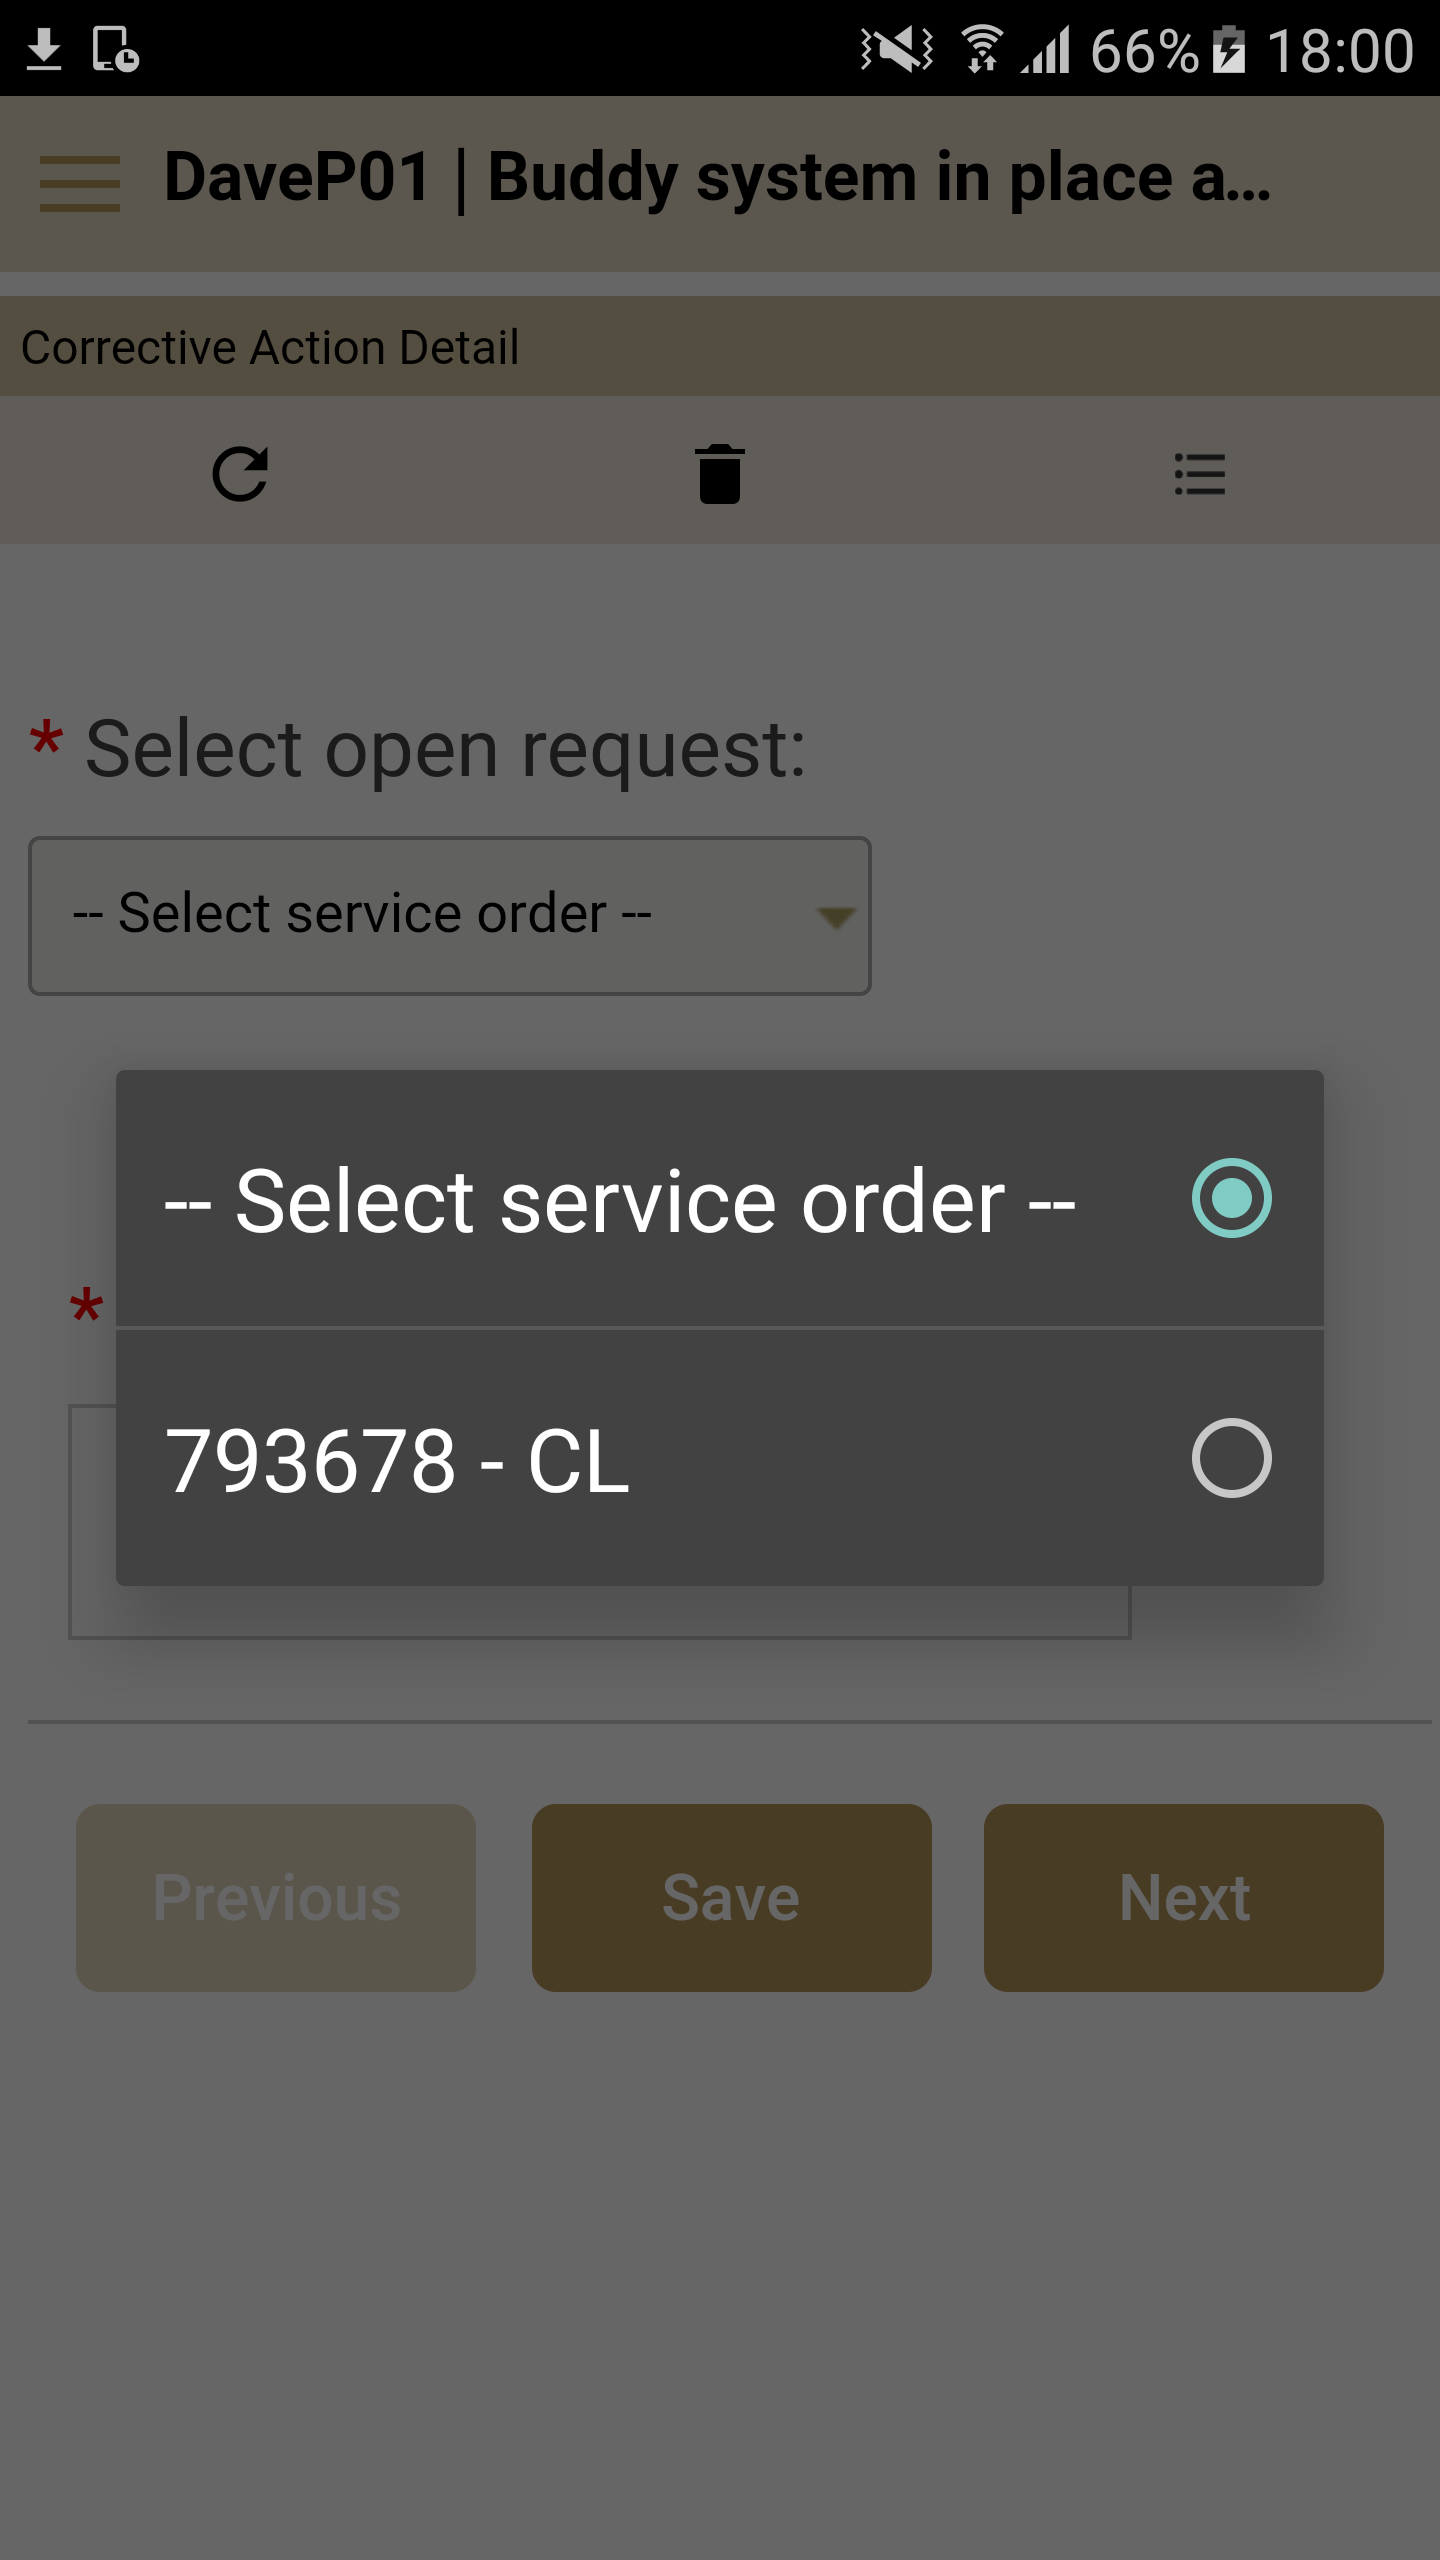 66% 18:00
DaveP01 | Buddy system in place a...
Corrective Action Detail
* Select open request:
-- Select service order --
-- Select service order --
*
793678 - CL
Previous Save Next